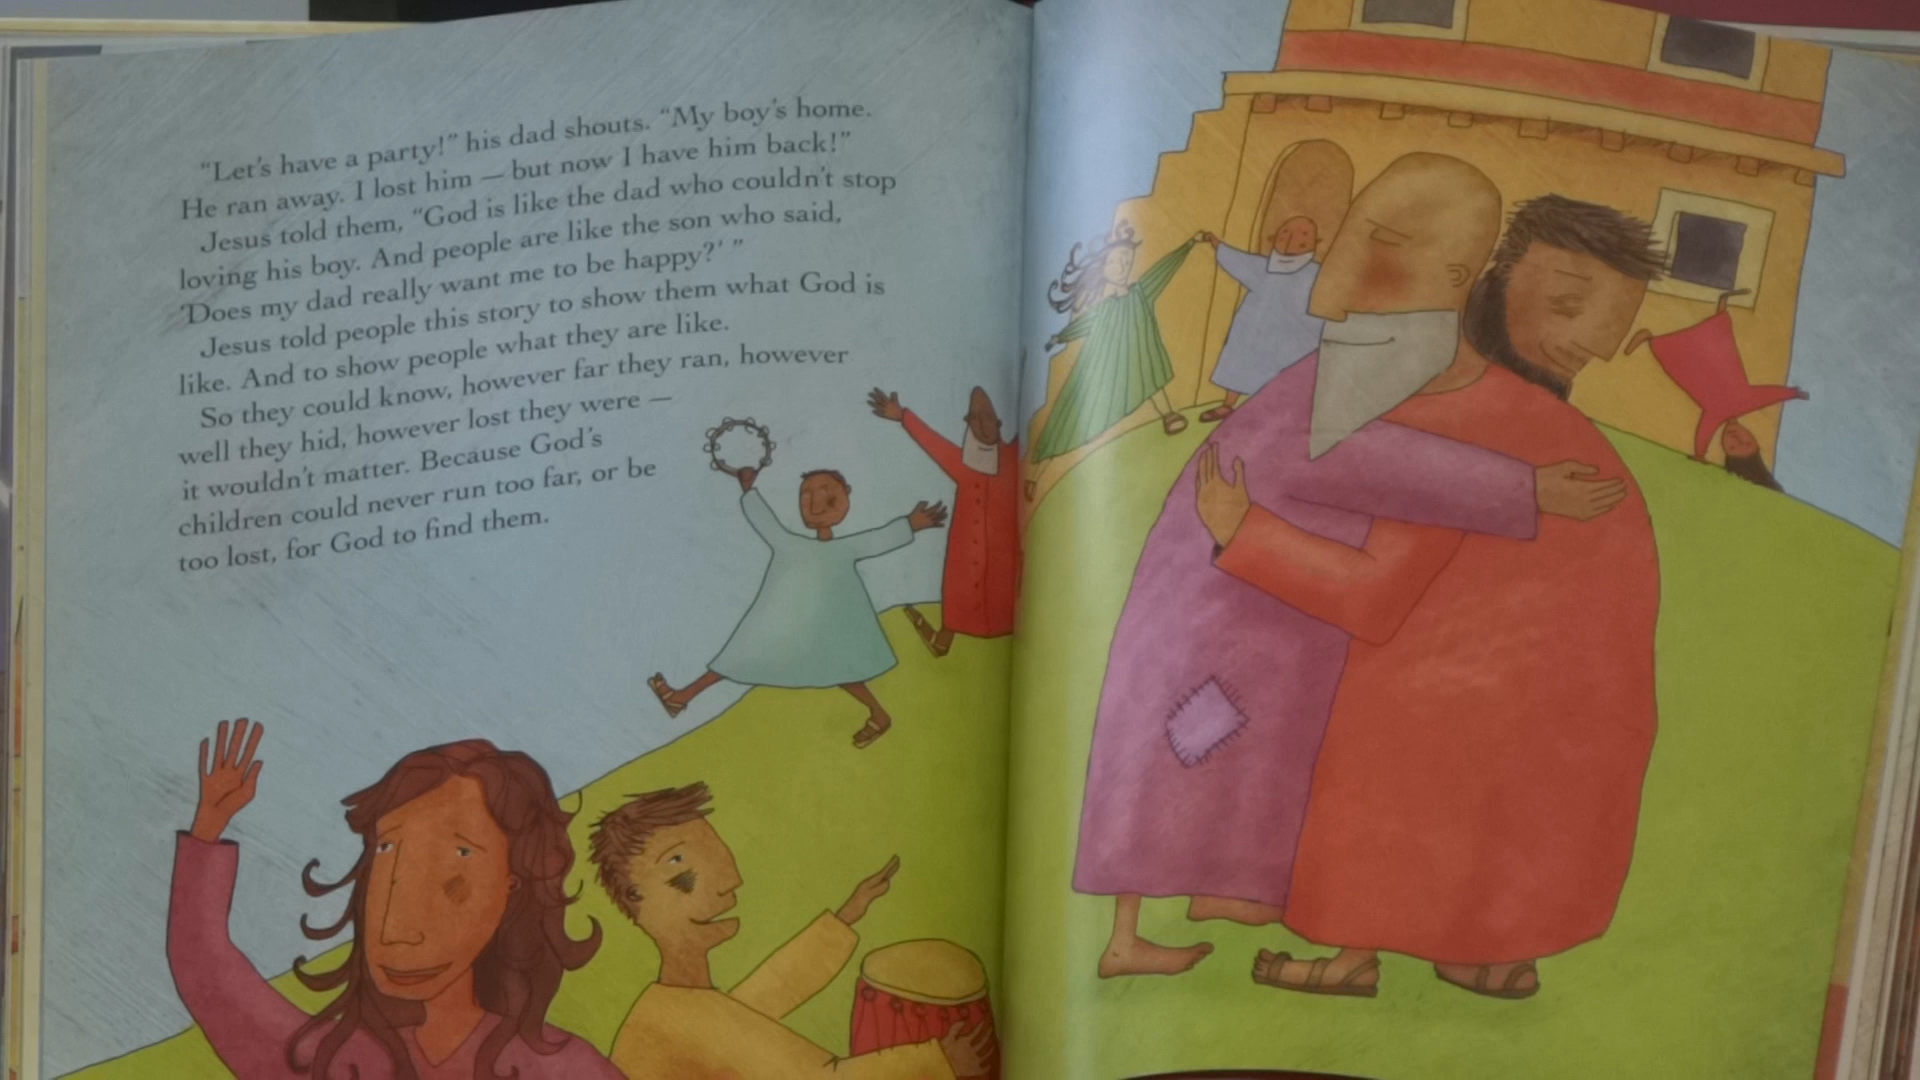 “Let’s have a party!” his dad shouts. “My boy’s home.
He ran away. I lost him — but now I have him back!”
Jesus told them, “God is like the dad who couldn’t stop
loving his boy. And people are like the son who said,
‘Does my dad really want me to be happy?’ ”
Jesus told people this story to show them what God is
like. And to show people what they are like.
So they could know, however far they ran, however
well they hid, however lost they were —
it wouldn’t matter. Because God’s
children could never run too far, or be
too lost, for God to find them.